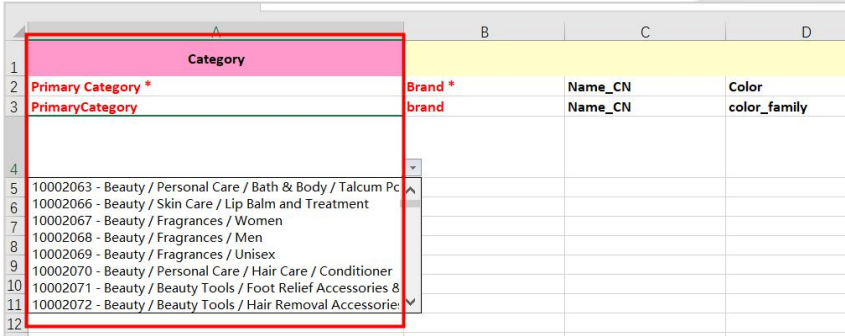 A B C D
1 Category
2 Primary Category * Brand * Name_CN Color
3 PrimaryCategory brand Name_CN color_family
4
5 10002063 - Beauty / Personal Care / Bath & Body / Talcum Po
6 10002066 - Beauty / Skin Care / Lip Balm and Treatment
7 10002067 - Beauty / Fragrances / Women
8 10002068 - Beauty / Fragrances / Men
9 10002069 - Beauty / Fragrances / Unisex
10002070 - Beauty / Personal Care / Hair Care / Conditioner
10 10002071 - Beauty / Beauty Tools / Foot Relief Accessories &
11 10002072 - Beauty / Beauty Tools / Hair Removal Accessories
12